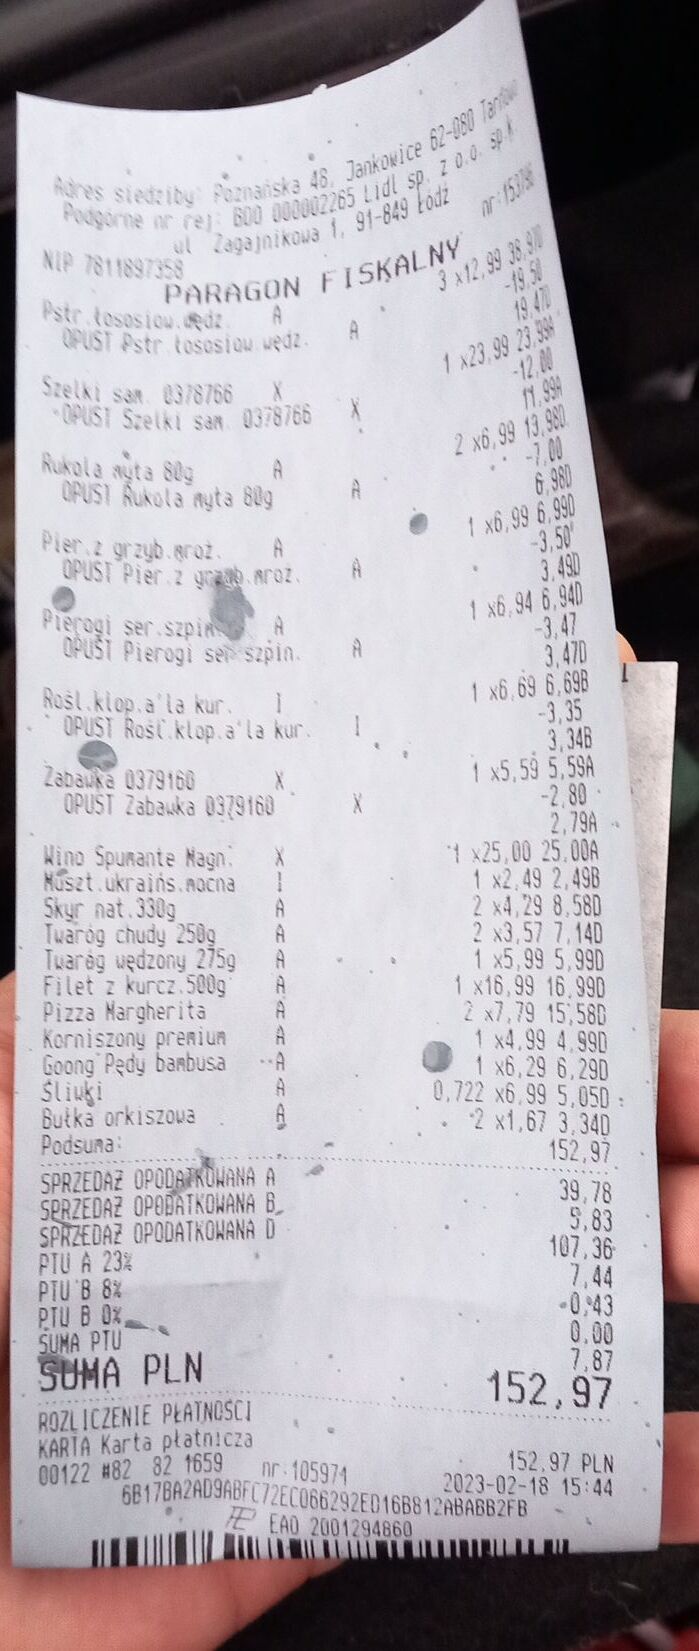 Adres siedziby: Poznańska 48, Jankowice 62-080 Tarnowo
Podgórne nr rej: BDO 000002265 Lidl sp. z o.o. sp.k.
ul Zagajnikowa 1, 91-849 Łódź
NIP 7811897358 nr:153790
PARAGON FISKALNY
Pstr.łososiow.wędz. A 3 x12,99 38,97D
OPUST Pstr.łososiow.wędz. A -19,50
19,47D
Szelki sam. 0378766 X 1 x23,99 23,99A
OPUST Szelki sam. 0378766 X -12,00
11,99A
Rukola myta 80g A 2 x6,99 13,98D
OPUST Rukola myta 80g A -7,00
6,98D
Pier.z grzyb.mroż. A 1 x6,99 6,99D
OPUST Pier.z grzyb.mroż. A -3,50
3,49D
Pierogi ser.szpin. A 1 x6,94 6,94D
OPUST Pierogi ser.szpin. A -3,47
3,47D
Rośl.klop.a'la kur. I 1 x6,69 6,69B
OPUST Rośl.klop.a'la kur. I -3,35
3,34B
Zabawka 0379160 X 1 x5,59 5,59A
OPUST Zabawka 0379160 X -2,80
2,79A
Wino Spumante Magn. X 1 x25,00 25,00A
Muszt.ukraińs.mocna I 1 x2,49 2,49B
Skyr nat.330g A 2 x4,29 8,58D
Twaróg chudy 250g A 2 x3,57 7,14D
Twaróg wędzony 275g A 1 x5,99 5,99D
Filet z kurcz.500g A 1 x16,99 16,99D
Pizza Margherita A 2 x7,79 15,58D
Korniszony premium A 1 x4,99 4,99D
Goong Pędy bambusa A 1 x6,29 6,29D
Śliwki A 0,722 x6,99 5,05D
Bułka orkiszowa A 2 x1,67 3,34D
Podsuma: 152,97
SPRZEDAŻ OPODATKOWANA A 39,78
SPRZEDAŻ OPODATKOWANA B 5,83
SPRZEDAŻ OPODATKOWANA D 107,36
PTU A 23% 7,44
PTU B 8% 0,43
PTU D 0% 0,00
SUMA PTU 7,87
SUMA PLN 152,97
ROZLICZENIE PŁATNOŚCI
KARTA Karta płatnicza 152,97 PLN
00122 #82 82 1659 nr:105974 2023-02-18 15:44
6B17BA2AD9ABFC72EC066292ED16B812ABABB2FB
EAO 2001294860